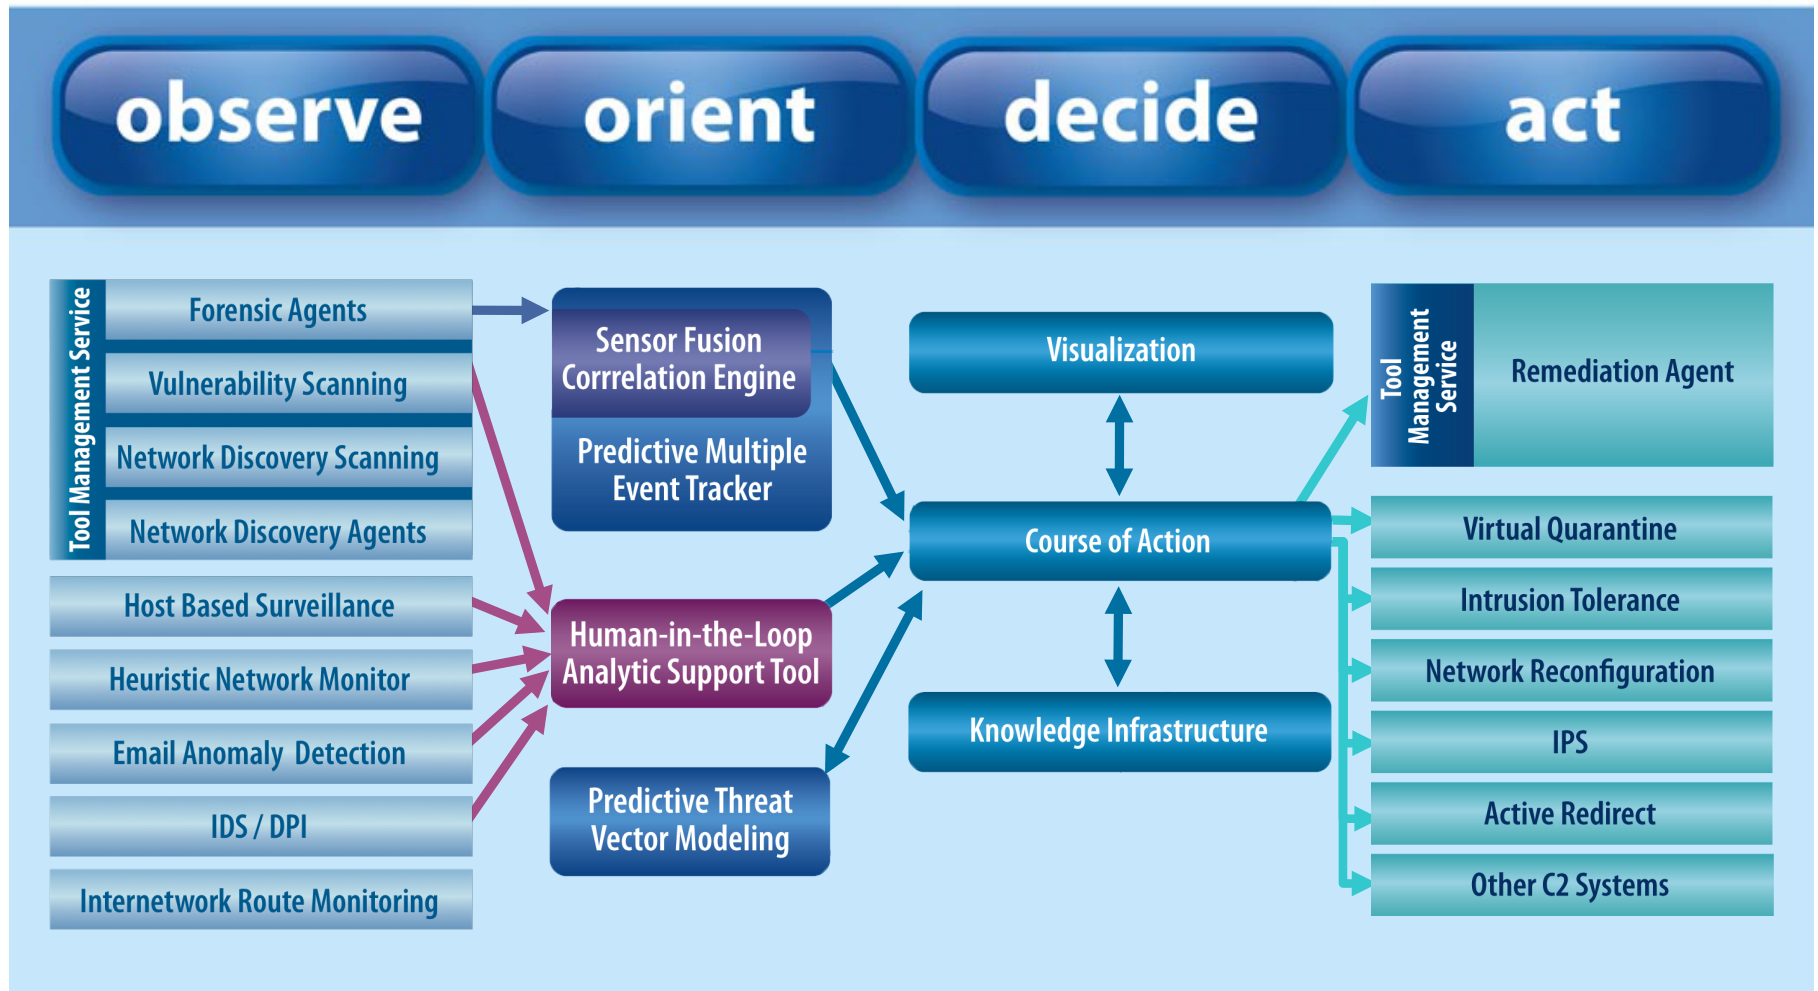 observe
orient
decide
act
Tool Management Service
Forensic Agents
Vulnerability Scanning
Network Discovery Scanning
Network Discovery Agents
Host Based Surveillance
Heuristic Network Monitor
Email Anomaly Detection
IDS / DPI
Internetwork Route Monitoring
Sensor Fusion
Corrrelation Engine
Predictive Multiple
Event Tracker
Human-in-the-Loop
Analytic Support Tool
Predictive Threat
Vector Modeling
Visualization
Course of Action
Knowledge Infrastructure
Tool
Management
Service
Remediation Agent
Virtual Quarantine
Intrusion Tolerance
Network Reconfiguration
IPS
Active Redirect
Other C2 Systems